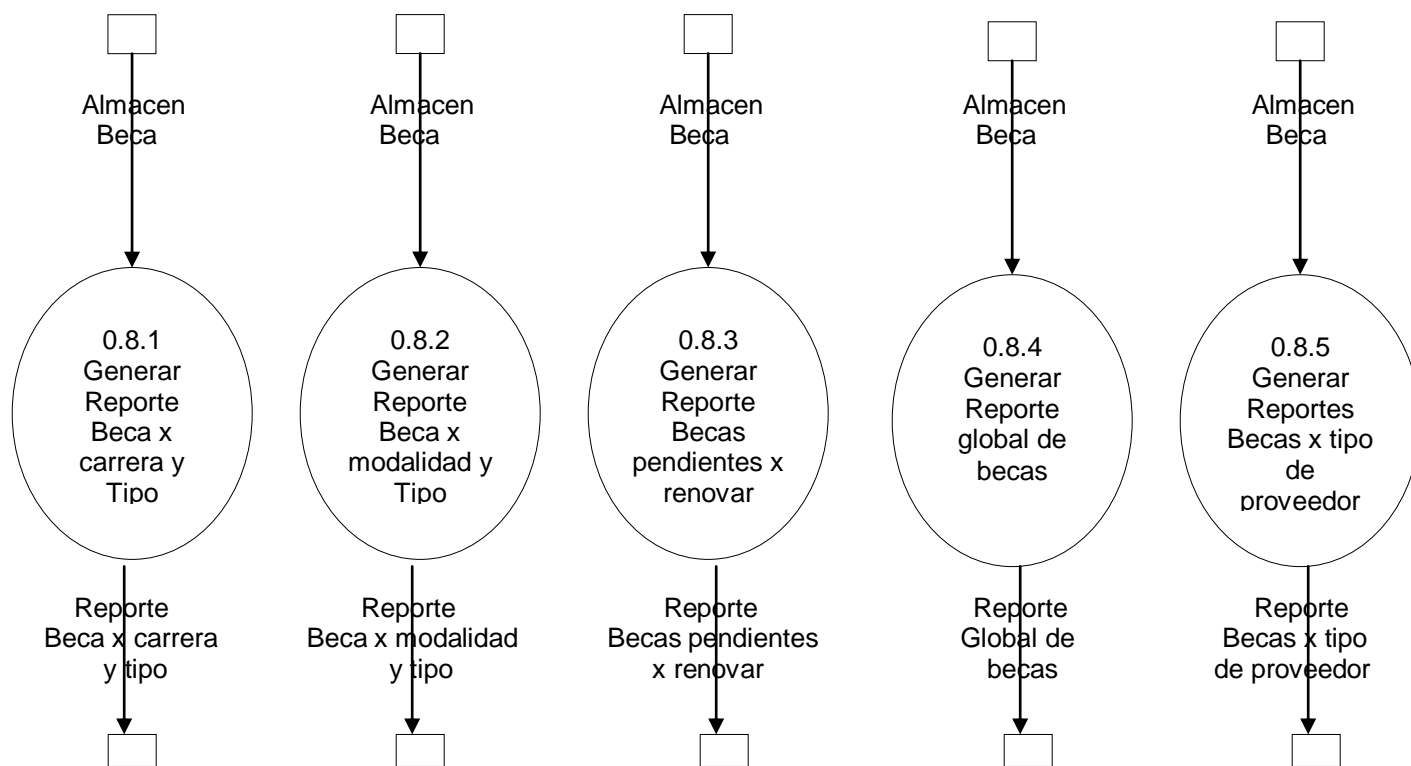 Almacen
Beca
Almacen
Beca
Almacen
Beca
Almacen
Beca
Almacen
Beca
0.8.1
Generar
Reporte
Beca x
carrera y
Tipo
0.8.2
Generar
Reporte
Beca x
modalidad y
Tipo
0.8.3
Generar
Reporte
Becas
pendientes x
renovar
0.8.4
Generar
Reporte
global de
becas
0.8.5
Generar
Reportes
Becas x tipo
de
proveedor
Reporte
Beca x carrera
y tipo
Reporte
Beca x modalidad
y tipo
Reporte
Becas pendientes
x renovar
Reporte
Global de
becas
Reporte
Becas x tipo
de proveedor